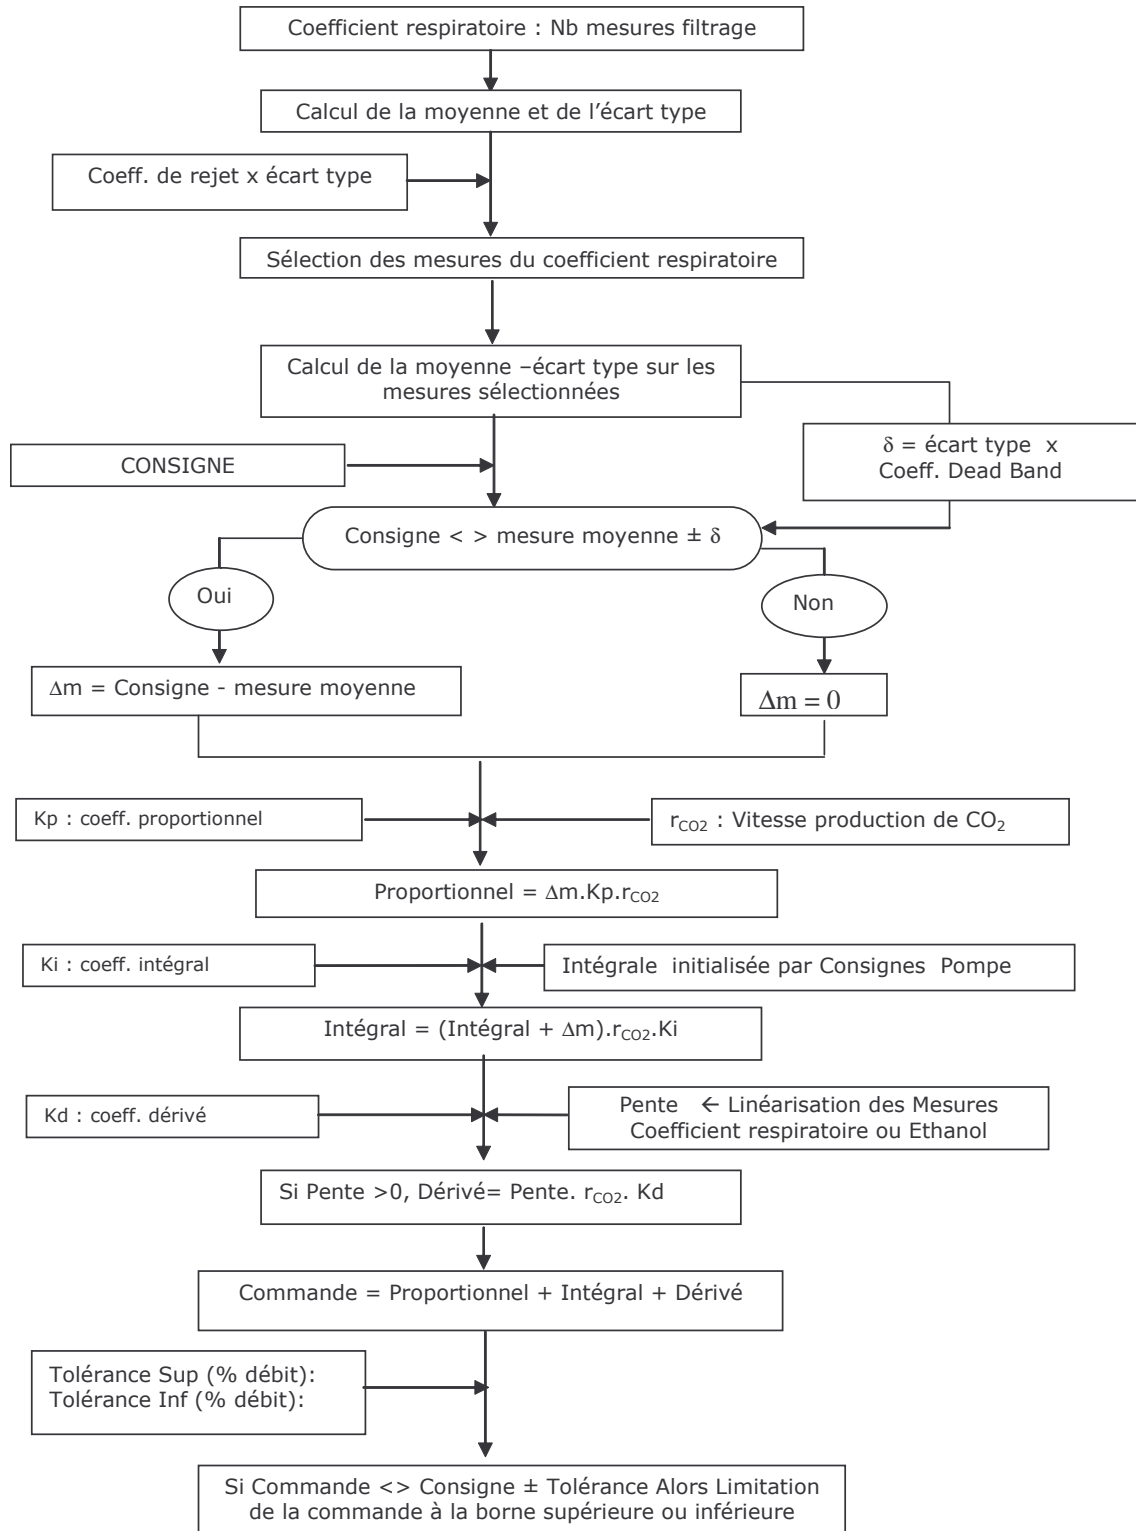 Coefficient respiratoire : Nb mesures filtrage
Calcul de la moyenne et de l'écart type
Coeff. de rejet x écart type
Sélection des mesures du coefficient respiratoire
Calcul de la moyenne –écart type sur les
mesures sélectionnées
δ = écart type x
Coeff. Dead Band
CONSIGNE
Consigne < > mesure moyenne ± δ
Oui
Non
Δm = Consigne - mesure moyenne
Δm = 0
Kp : coeff. proportionnel
rCO2 : Vitesse production de CO2
Proportionnel = Δm.Kp.rCO2
Ki : coeff. intégral
Intégrale initialisée par Consignes Pompe
Intégral = (Intégral + Δm).rCO2.Ki
Kd : coeff. dérivé
Pente ← Linéarisation des Mesures
Coefficient respiratoire ou Ethanol
Si Pente >0, Dérivé= Pente. rCO2. Kd
Commande = Proportionnel + Intégral + Dérivé
Tolérance Sup (% débit):
Tolérance Inf (% débit):
Si Commande <> Consigne ± Tolérance Alors Limitation
de la commande à la borne supérieure ou inférieure